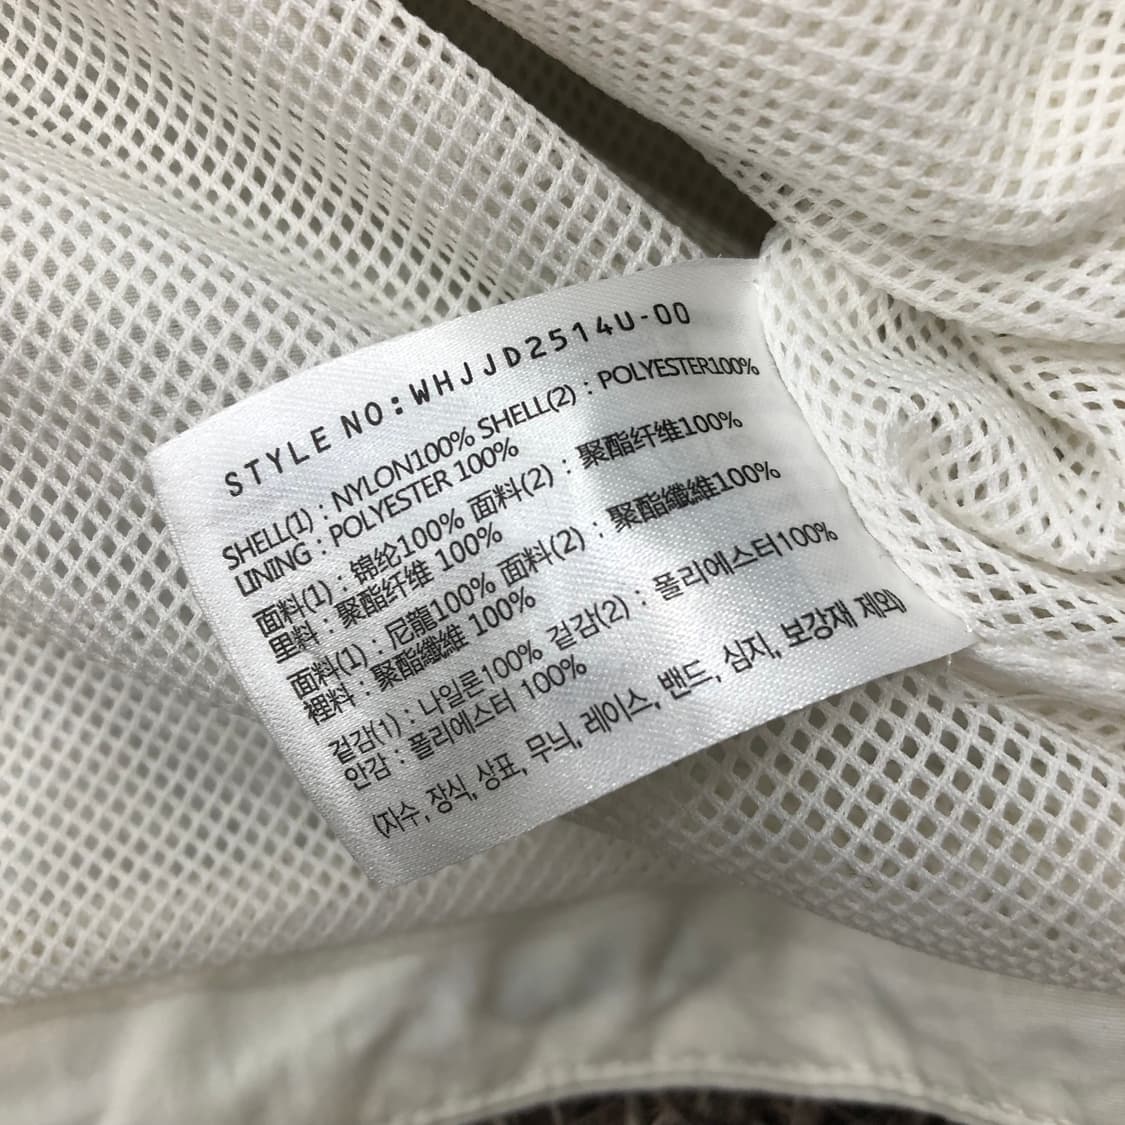 STYLE NO:WHJJD2514U-00
SHELL(1) : NYLON100% SHELL(2) : POLYESTER100%
LINING : POLYESTER 100%
面料(1) : 锦纶100% 面料(2) : 聚酯纤维100%
里料 : 聚酯纤维 100%
面料(1) : 尼龍100% 面料(2) : 聚酯纖維100%
裡料 : 聚酯纖維 100%
겉감(1) : 나일론100% 겉감(2) : 폴리에스터100%
안감 : 폴리에스터 100%
(자수, 장식, 상표, 무늬, 레이스, 밴드, 심지, 보강재 제외)